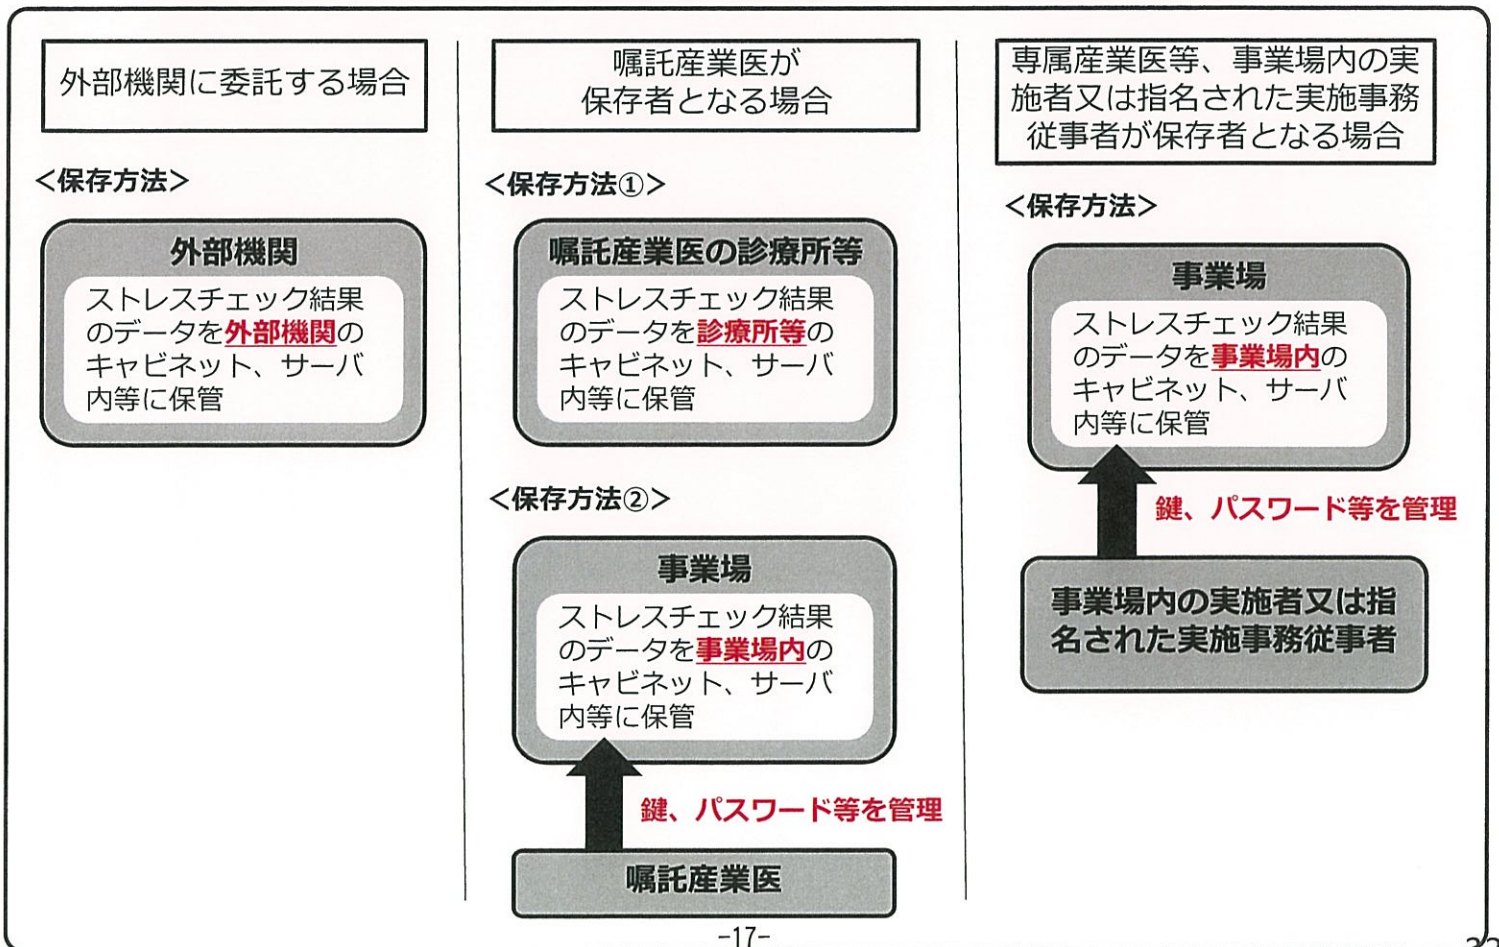 外部機関に委託する場合
<保存方法>
外部機関
ストレスチェック結果
のデータを外部機関の
キャビネット、サーバ
内等に保管
嘱託産業医が
保存者となる場合
<保存方法①>
嘱託産業医の診療所等
ストレスチェック結果
のデータを診療所等の
キャビネット、サーバ
内等に保管
<保存方法②>
事業場
ストレスチェック結果
のデータを事業場内の
キャビネット、サーバ
内等に保管
鍵、パスワード等を管理
嘱託産業医
専属産業医等、事業場内の実
施者又は指名された実施事務
従事者が保存者となる場合
<保存方法>
事業場
ストレスチェック結果
のデータを事業場内の
キャビネット、サーバ
内等に保管
鍵、パスワード等を管理
事業場内の実施者又は指
名された実施事務従事者
-17-